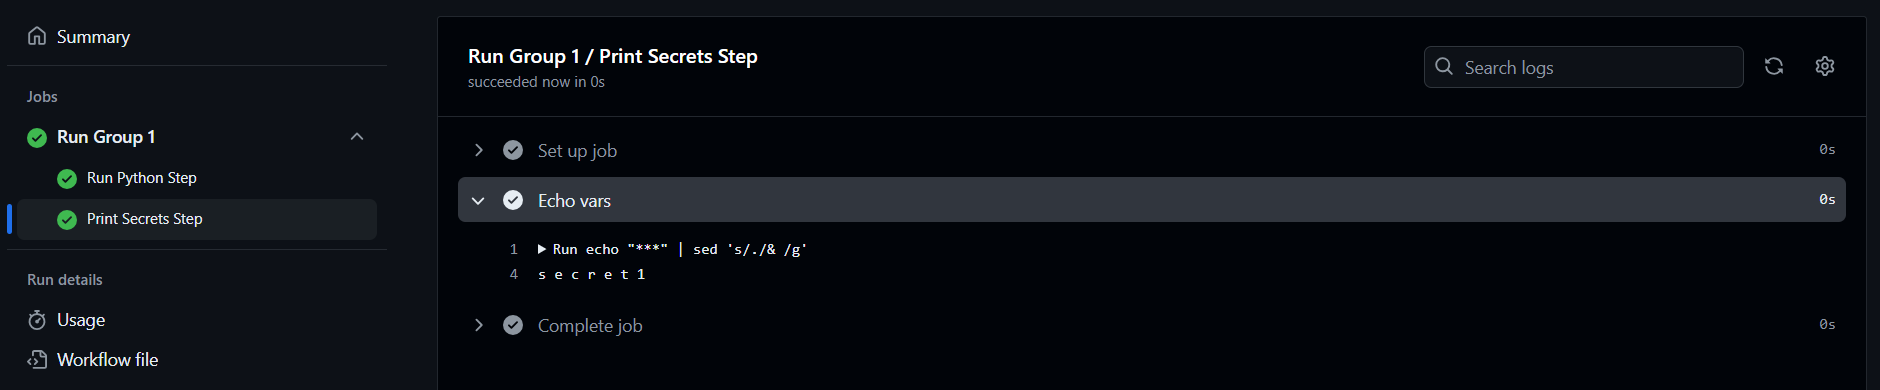 Summary
Jobs
Run Group 1
Run Python Step
Print Secrets Step
Run details
Usage
Workflow file
Run Group 1 / Print Secrets Step
succeeded now in 0s
Search logs
Set up job 0s
Echo vars 0s
1 Run echo "***" | sed 's/./& /g'
4 s e c r e t 1
Complete job 0s